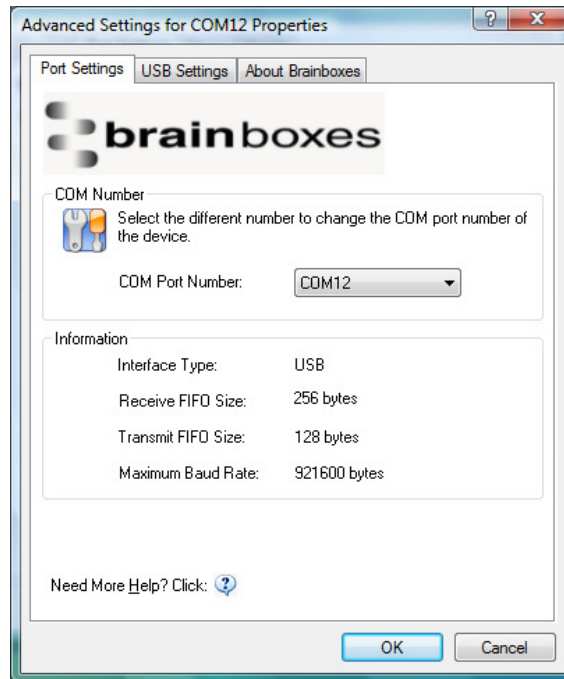 Advanced Settings for COM12 Properties
Port Settings USB Settings About Brainboxes
brainboxes
COM Number
Select the different number to change the COM port number of
the device.
COM Port Number: COM12
Information
Interface Type: USB
Receive FIFO Size: 256 bytes
Transmit FIFO Size: 128 bytes
Maximum Baud Rate: 921600 bytes
Need More Help? Click: ?
OK Cancel